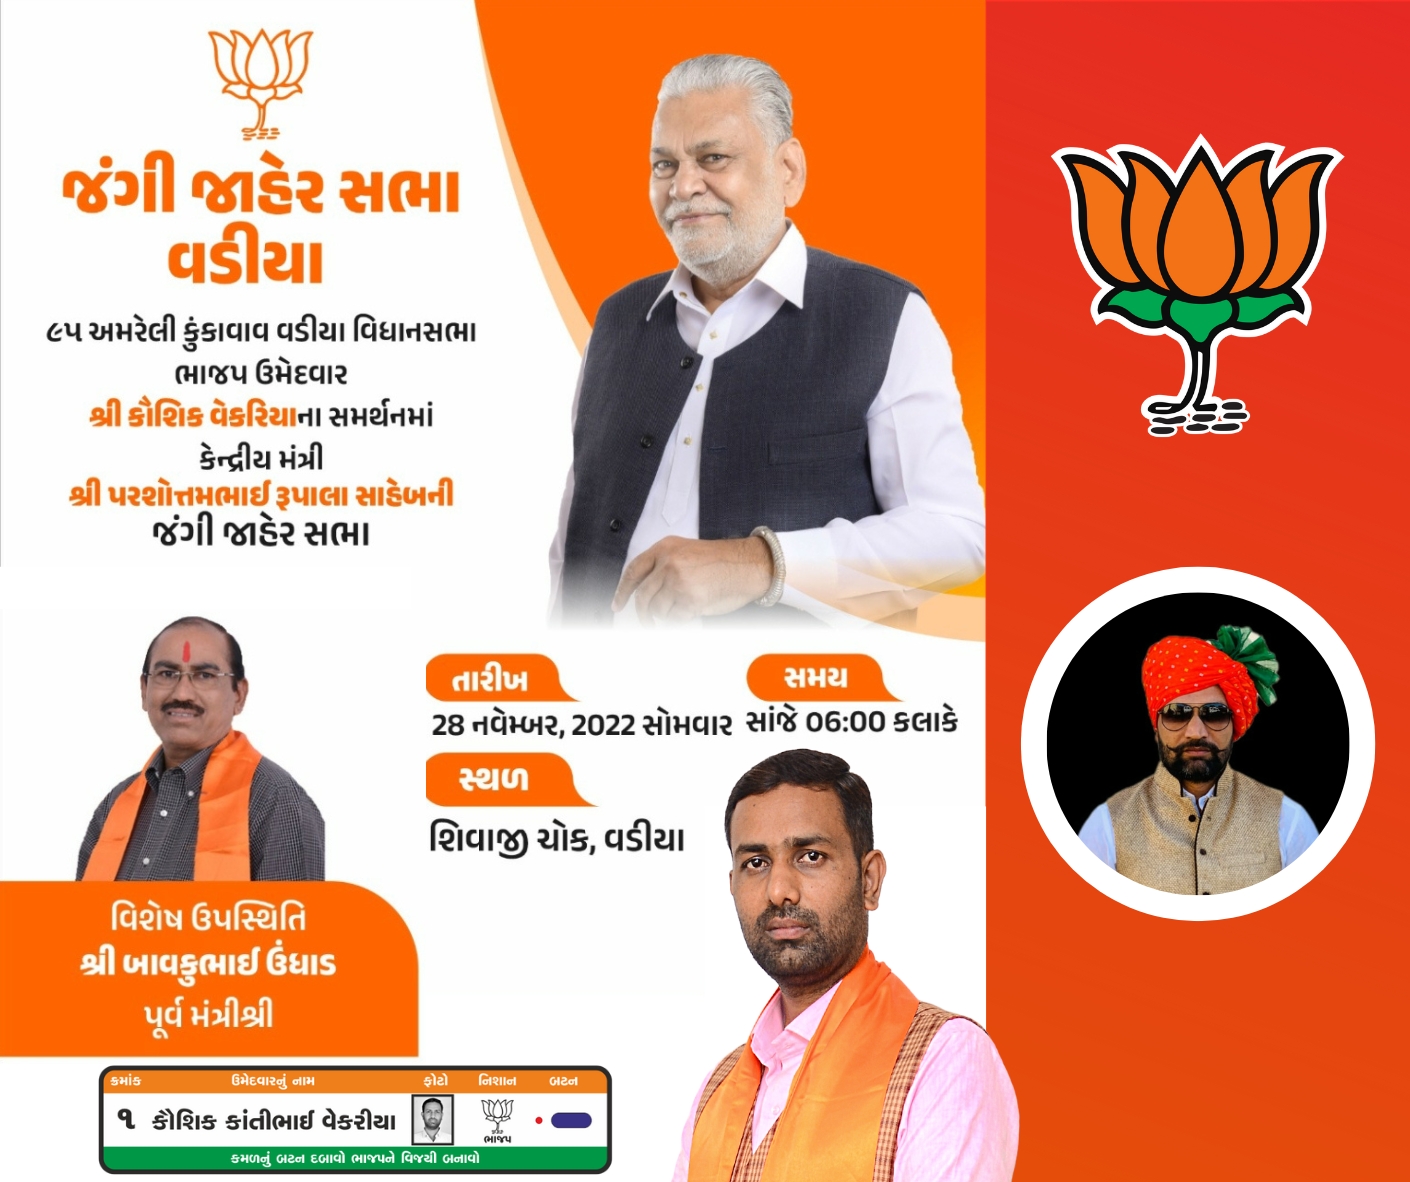 જંગી જાહેર સભા
વડીયા
૯૫ અમરેલી કુંકાવાવ વડીયા વિધાનસભા
ભાજપ ઉમેદવાર
શ્રી કૌશિક વેકરિયાના સમર્થનમાં
કેન્દ્રીય મંત્રી
શ્રી પરશોત્તમભાઈ રૂપાલા સાહેબની
જંગી જાહેર સભા
તારીખ
28 નવેમ્બર, 2022 સોમવાર
સમય
સાંજે 06:00 કલાકે
સ્થળ
શિવાજી ચોક, વડીયા
વિશેષ ઉપસ્થિતિ
શ્રી બાવકુભાઈ ઉંધાડ
પૂર્વ મંત્રીશ્રી
ક્રમાંક ઉમેદવારનું નામ ફોટો નિશાન બટન
૧ કૌશિક કાંતીભાઈ વેકરીયા ભાજપ
કમળનું બટન દબાવો ભાજપને વિજયી બનાવો